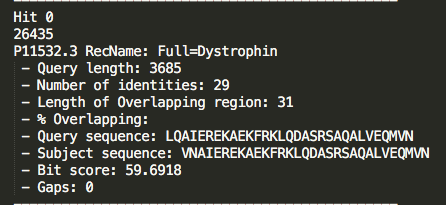 Hit 0
26435
P11532.3 RecName: Full=Dystrophin
- Query length: 3685
- Number of identities: 29
- Length of Overlapping region: 31
- % Overlapping:
- Query sequence: LQAIEREKAEKFRKLQDASRSAQALVEQMVN
- Subject sequence: VNAIEREKAEKFRKLQDASRSAQALVEQMVN
- Bit score: 59.6918
- Gaps: 0